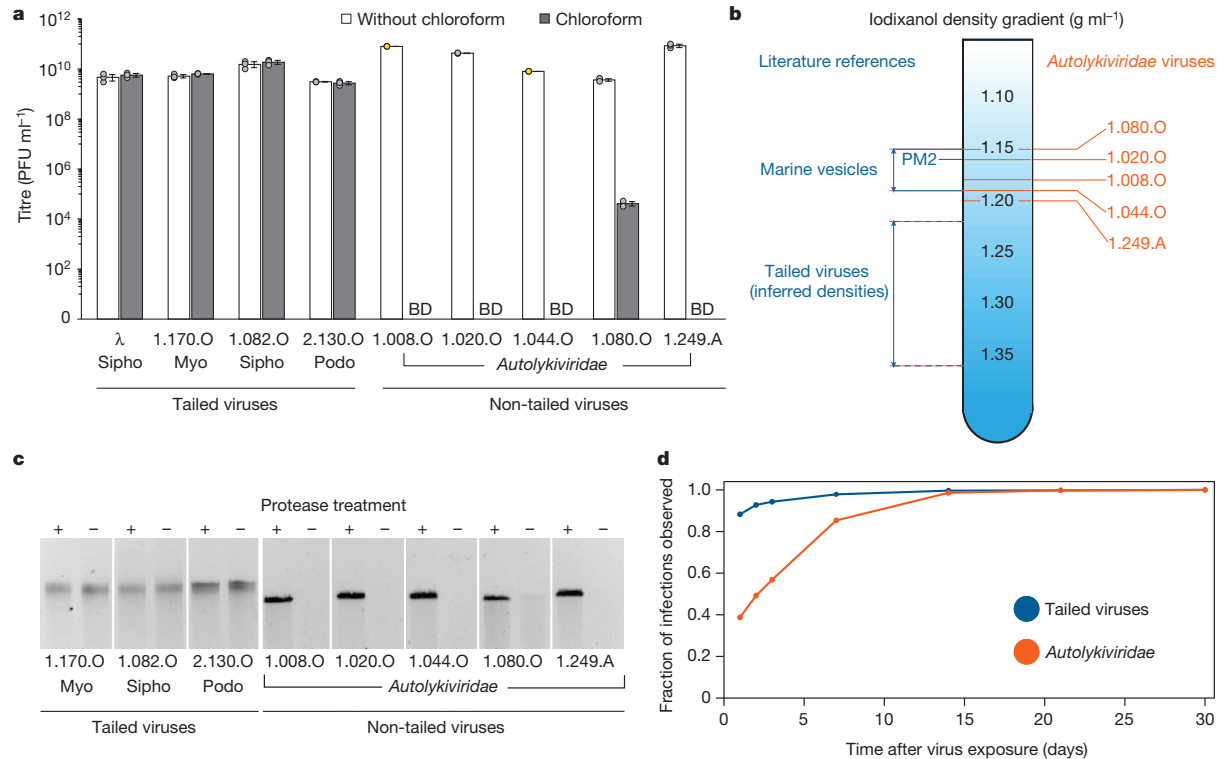 a
Without chloroform
Chloroform
Titre (PFU ml⁻¹)
10¹²
10¹⁰
10⁸
10⁶
10⁴
10²
0
BD BD BD BD
λ 1.170.O 1.082.O 2.130.O 1.008.O 1.020.O 1.044.O 1.080.O 1.249.A
Sipho Myo Sipho Podo
Autolykiviridae
Tailed viruses Non-tailed viruses
b
Iodixanol density gradient (g ml⁻¹)
Literature references
Autolykiviridae viruses
1.10
1.15
1.20
1.25
1.30
1.35
Marine vesicles
PM2
Tailed viruses
(inferred densities)
1.080.O
1.020.O
1.008.O
1.044.O
1.249.A
c
Protease treatment
+ − + − + − + − + − + − + − + −
1.170.O 1.082.O 2.130.O 1.008.O 1.020.O 1.044.O 1.080.O 1.249.A
Myo Sipho Podo
Autolykiviridae
Tailed viruses Non-tailed viruses
d
Fraction of infections observed
1.0
0.8
0.6
0.4
0.2
0
Tailed viruses
Autolykiviridae
0 5 10 15 20 25 30
Time after virus exposure (days)